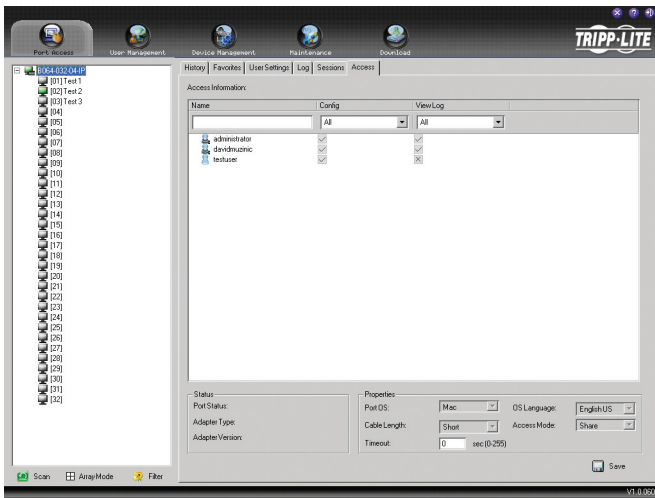 TRIPP·LITE
Port Access User Management Device Management Maintenance Download
B064-032-04-IP
[01] Test 1
[02] Test 2
[03] Test 3
[04]
[05]
[06]
[07]
[08]
[09]
[10]
[11]
[12]
[13]
[14]
[15]
[16]
[17]
[18]
[19]
[20]
[21]
[22]
[23]
[24]
[25]
[26]
[27]
[28]
[29]
[30]
[31]
[32]
Scan Array Mode Filter
History Favorites User Settings Log Sessions Access
Access Information:
Name Config View Log
All All
administrator
davidmuzinic
testuser
Status
Port Status:
Adapter Type:
Adapter Version:
Properties
Port OS: Mac OS Language: English US
Cable Length: Short Access Mode: Share
Timeout: 0 sec (0-255)
Save
V1.0.060